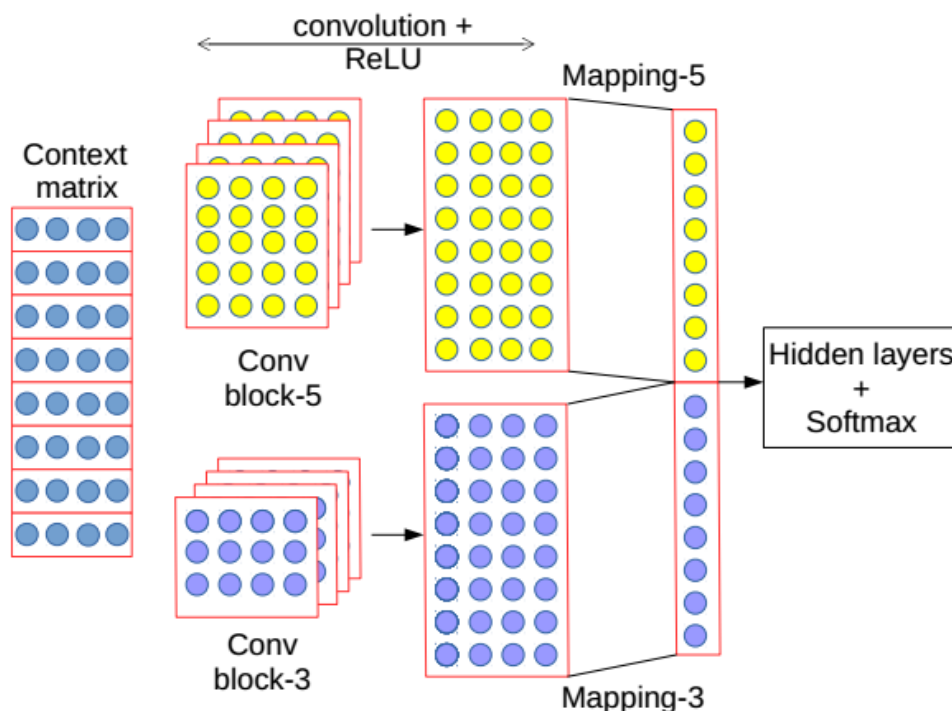 convolution +
ReLU
Mapping-5
Context
matrix
Conv
block-5
Hidden layers
+
Softmax
Conv
block-3
Mapping-3